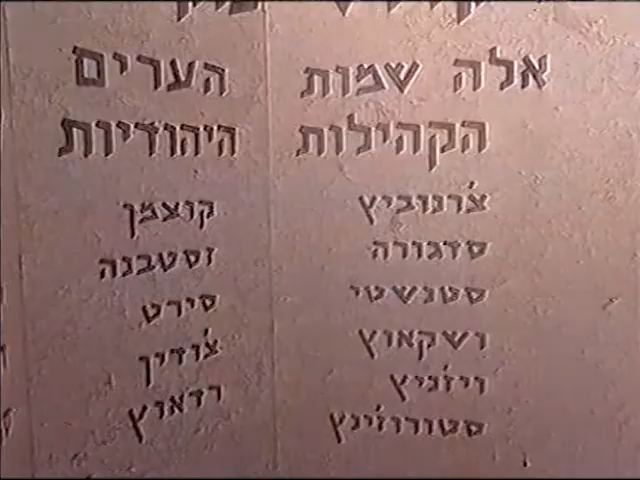 אלה שמות הערים
הקהילות היהודיות
צ'רנוביץ
סדגורה
סטנשטי
ושקאוץ
ויז'ניץ
סטורוז'ינץ
קוצמן
זסטבנה
סירט
צ'ודין
רדאוץ